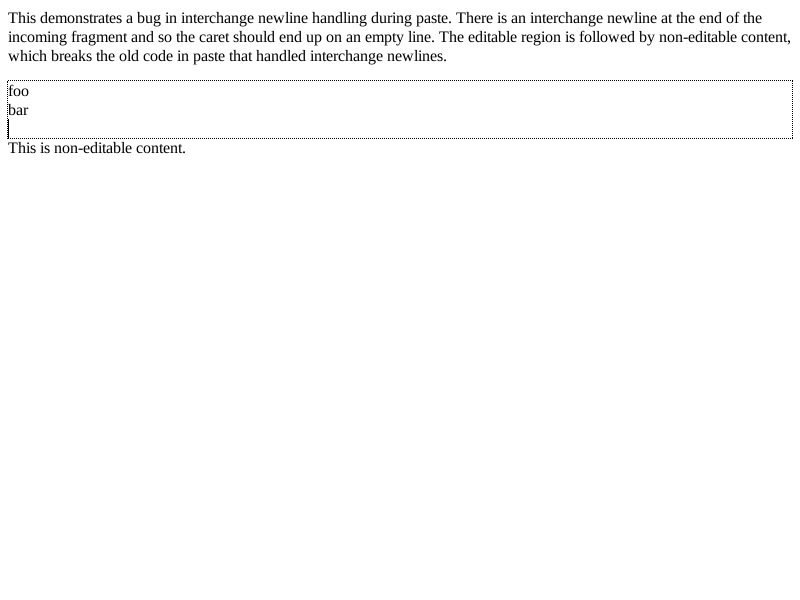 This demonstrates a bug in interchange newline handling during paste. There is an interchange newline at the end of the
incoming fragment and so the caret should end up on an empty line. The editable region is followed by non-editable content,
which breaks the old code in paste that handled interchange newlines.
foo
bar
This is non-editable content.